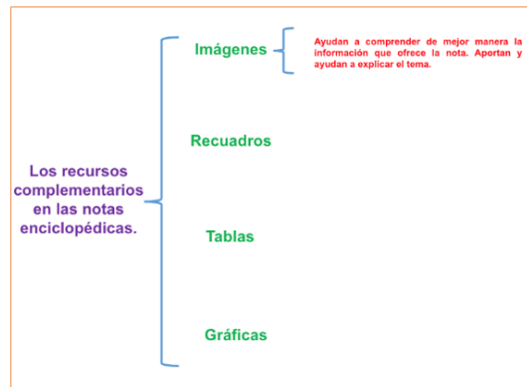 Imágenes
Ayudan a comprender de mejor manera la
información que ofrece la nota. Aportan y
ayudan a explicar el tema.
Recuadros
Los recursos
complementarios
en las notas
enciclopédicas.
Tablas
Gráficas